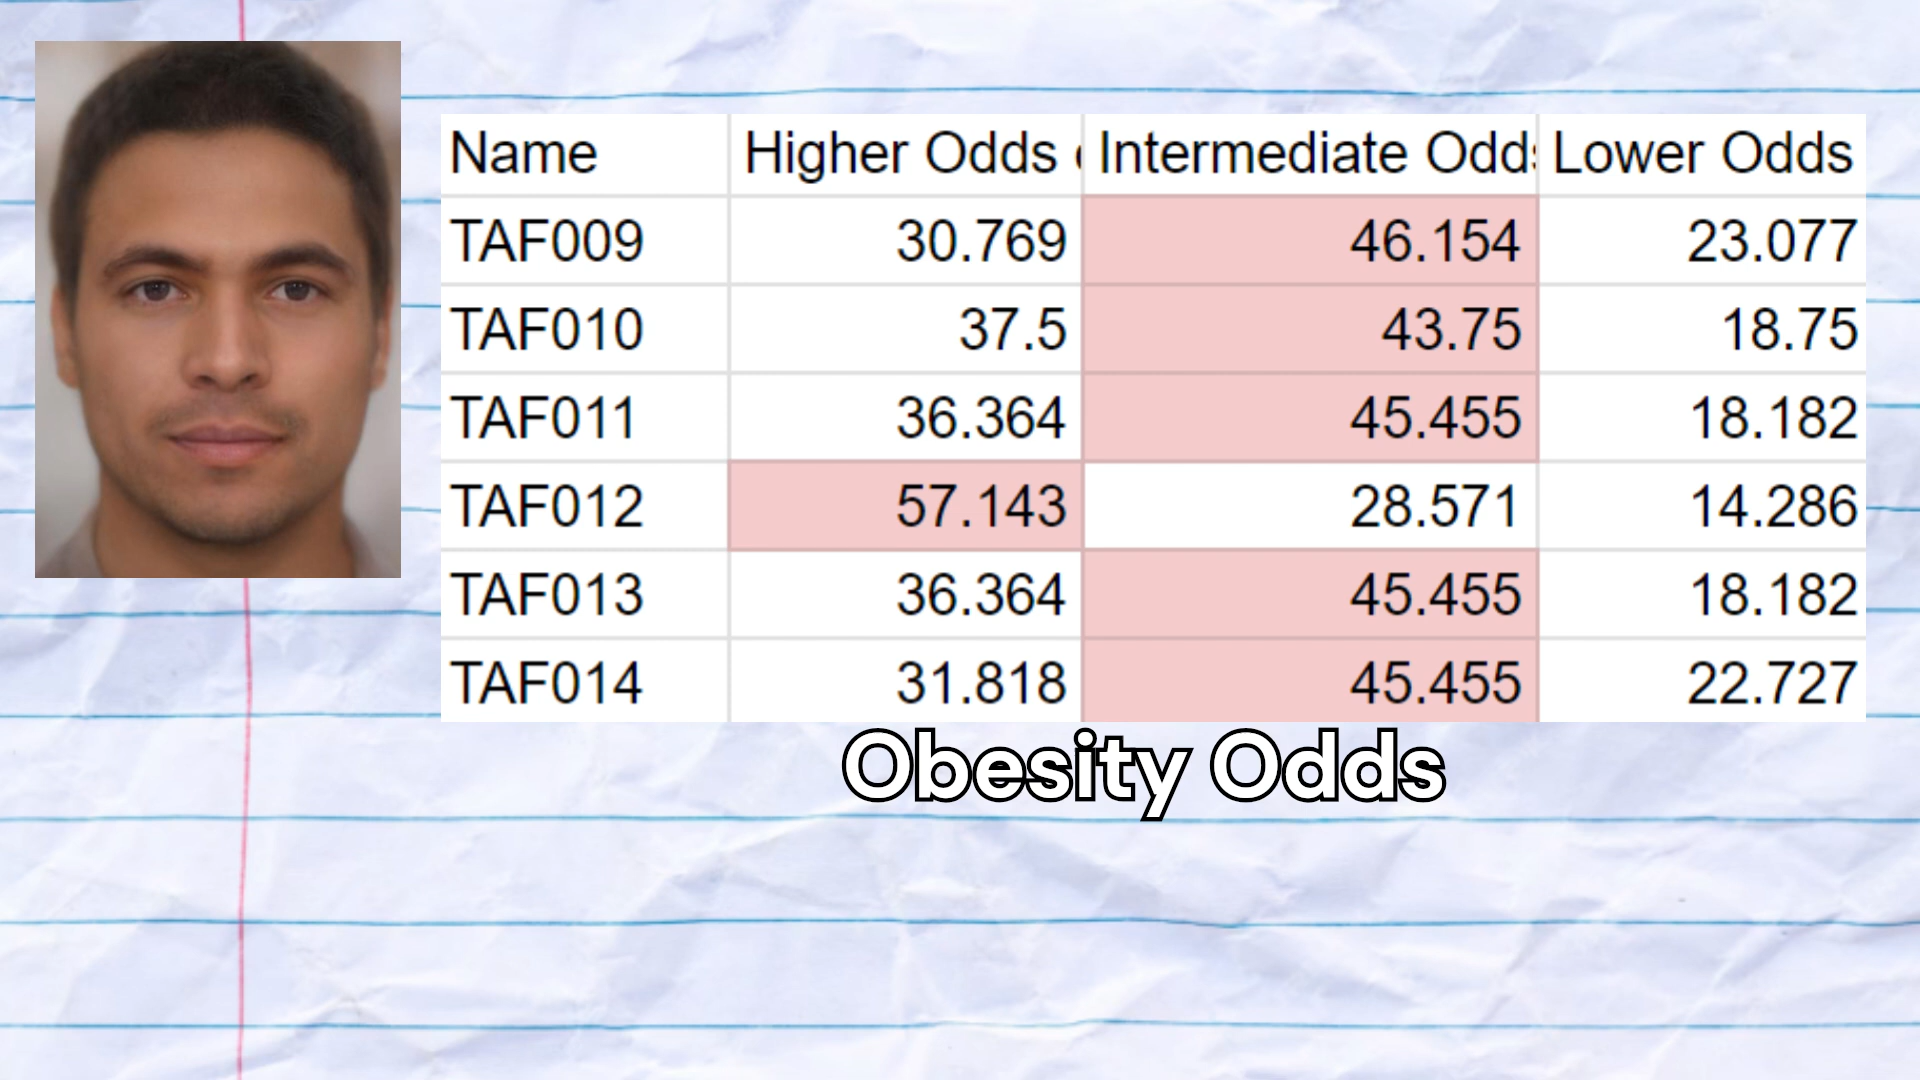 Name Higher Odds Intermediate Odds Lower Odds
TAF009 30.769 46.154 23.077
TAF010 37.5 43.75 18.75
TAF011 36.364 45.455 18.182
TAF012 57.143 28.571 14.286
TAF013 36.364 45.455 18.182
TAF014 31.818 45.455 22.727
Obesity Odds